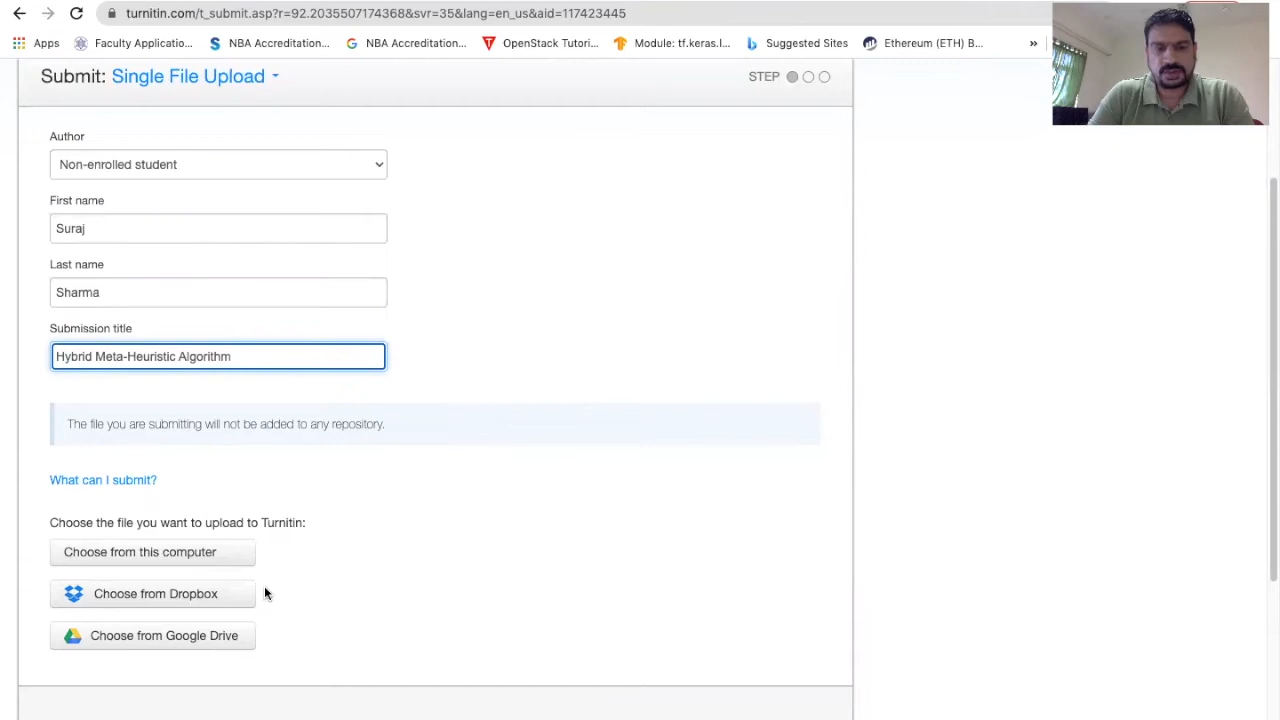 turnitin.com/t_submit.asp?r=92.2035507174368&svr=35&lang=en_us&aid=117423445
Apps Faculty Applicatio... NBA Accreditation... NBA Accreditation... OpenStack Tutori... Module: tf.keras.l... Suggested Sites Ethereum (ETH) B... »
Submit: Single File Upload STEP
Author
Non-enrolled student
First name
Suraj
Last name
Sharma
Submission title
Hybrid Meta-Heuristic Algorithm
The file you are submitting will not be added to any repository.
What can I submit?
Choose the file you want to upload to Turnitin:
Choose from this computer
Choose from Dropbox
Choose from Google Drive